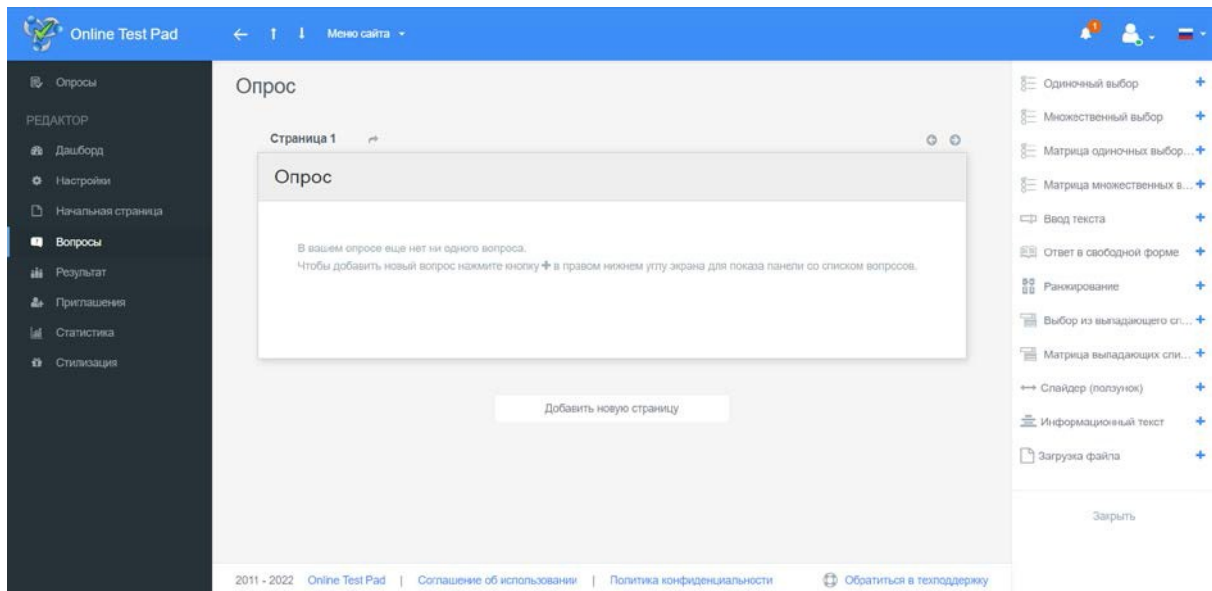 Online Test Pad
Меню сайта
1
Опросы
РЕДАКТОР
Дашборд
Настройки
Начальная страница
Вопросы
Результат
Приглашения
Статистика
Стилизация
Опрос
Страница 1
Опрос
В вашем опросе еще нет ни одного вопроса.
Чтобы добавить новый вопрос нажмите кнопку + в правом нижнем углу экрана для показа панели со списком вопросов.
Добавить новую страницу
Одиночный выбор
Множественный выбор
Матрица одиночных выбор...
Матрица множественных в...
Ввод текста
Ответ в свободной форме
Ранжирование
Выбор из выпадающего сп...
Матрица выпадающих спи...
Слайдер (ползунок)
Информационный текст
Загрузка файла
Закрыть
2011 - 2022 Online Test Pad | Соглашение об использовании | Политика конфиденциальности Обратиться в техподдержку